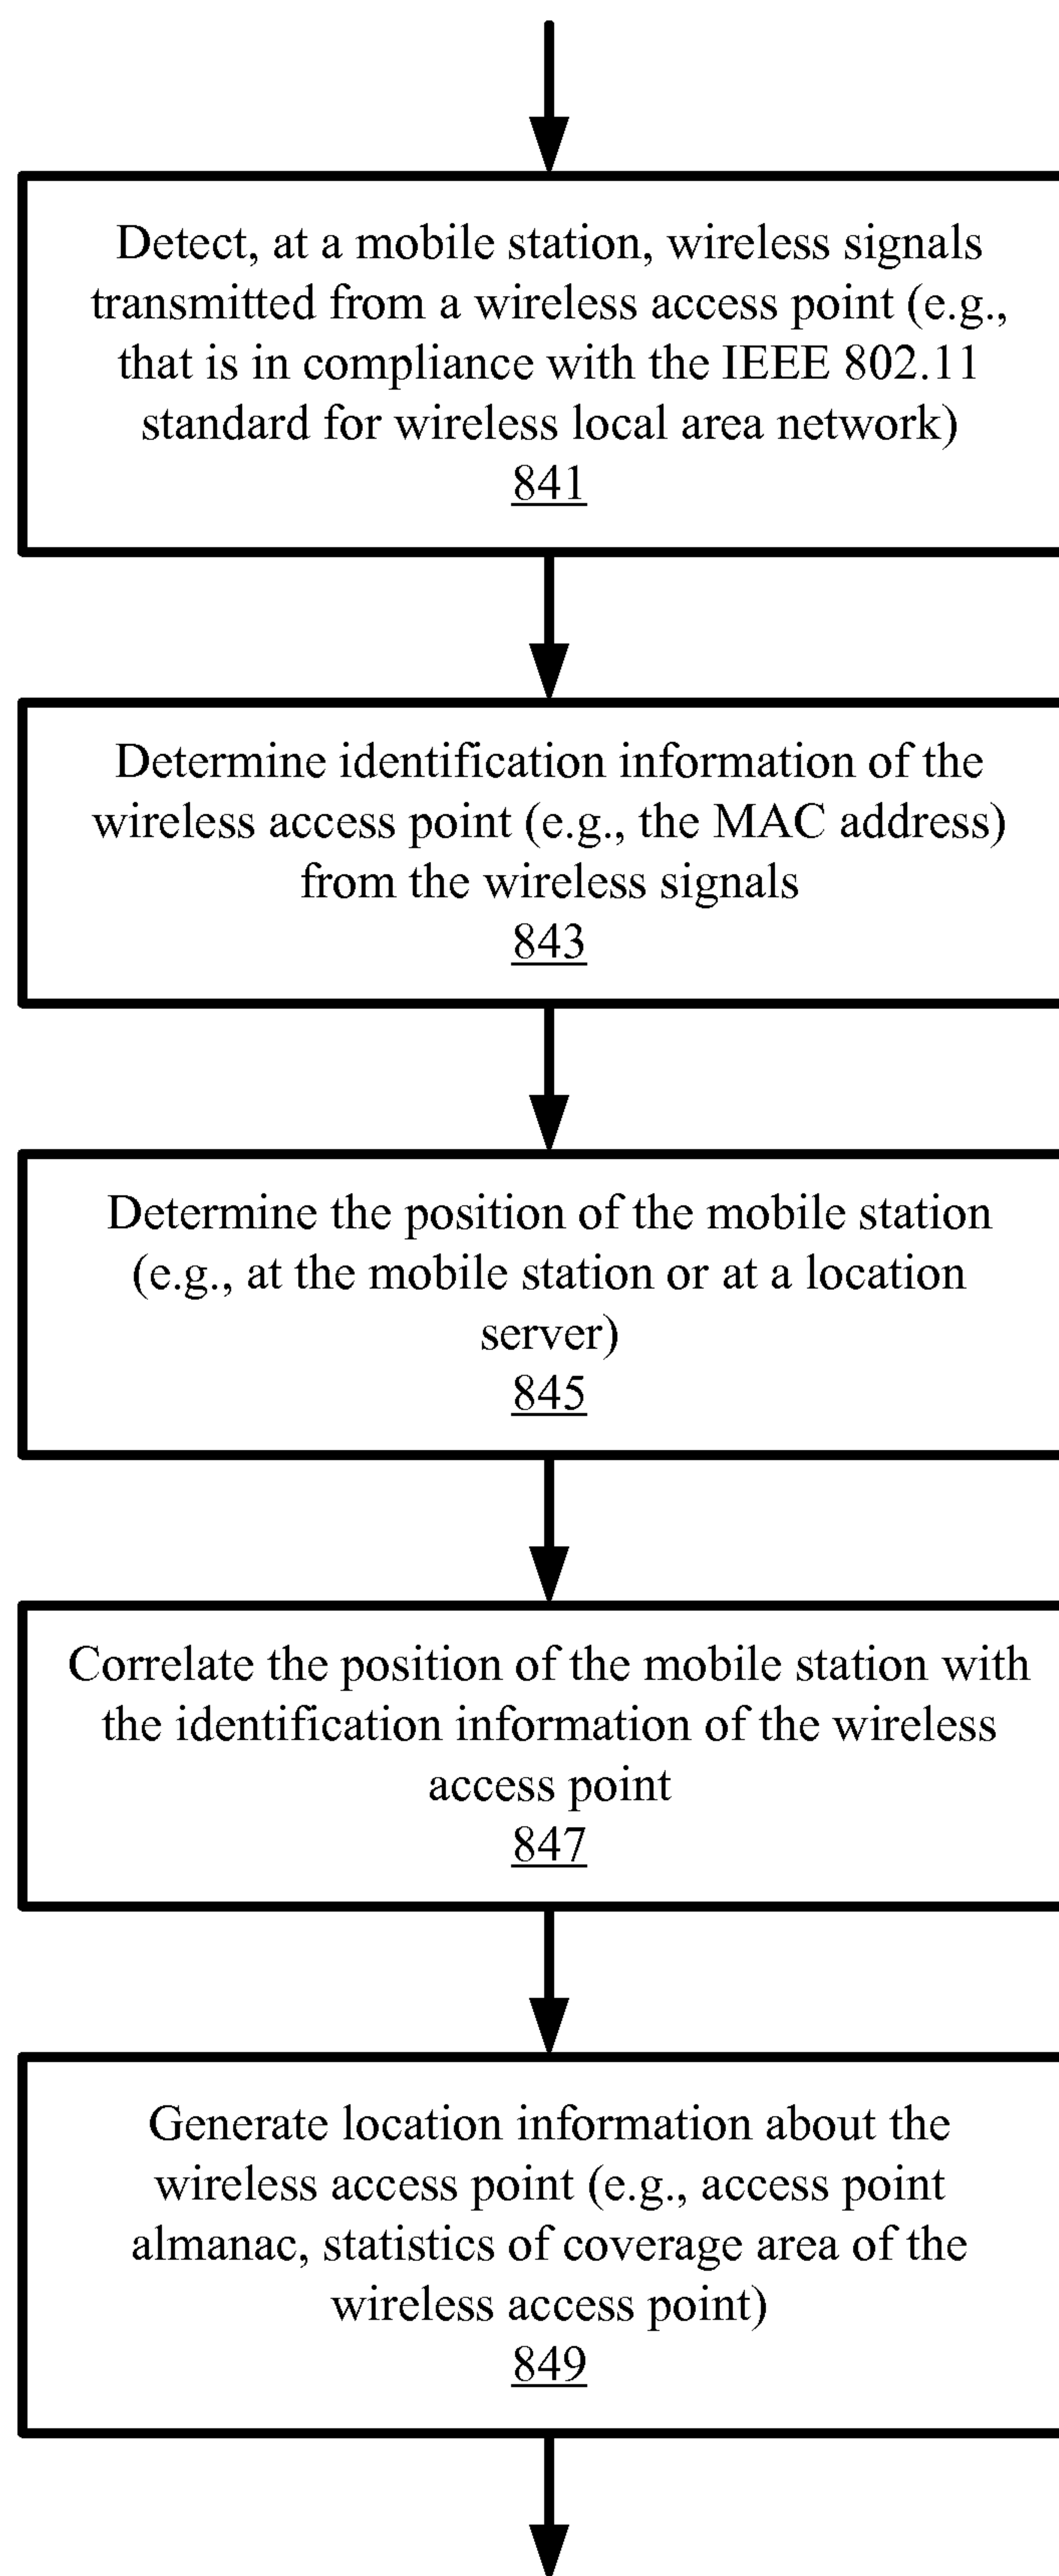 Detect, at a mobile station, wireless signals
transmitted from a wireless access point (e.g.,
that is in compliance with the IEEE 802.11
standard for wireless local area network)
841
Determine identification information of the
wireless access point (e.g., the MAC address)
from the wireless signals
843
Determine the position of the mobile station
(e.g., at the mobile station or at a location
server)
845
Correlate the position of the mobile station with
the identification information of the wireless
access point
847
Generate location information about the
wireless access point (e.g., access point
almanac, statistics of coverage area of the
wireless access point)
849